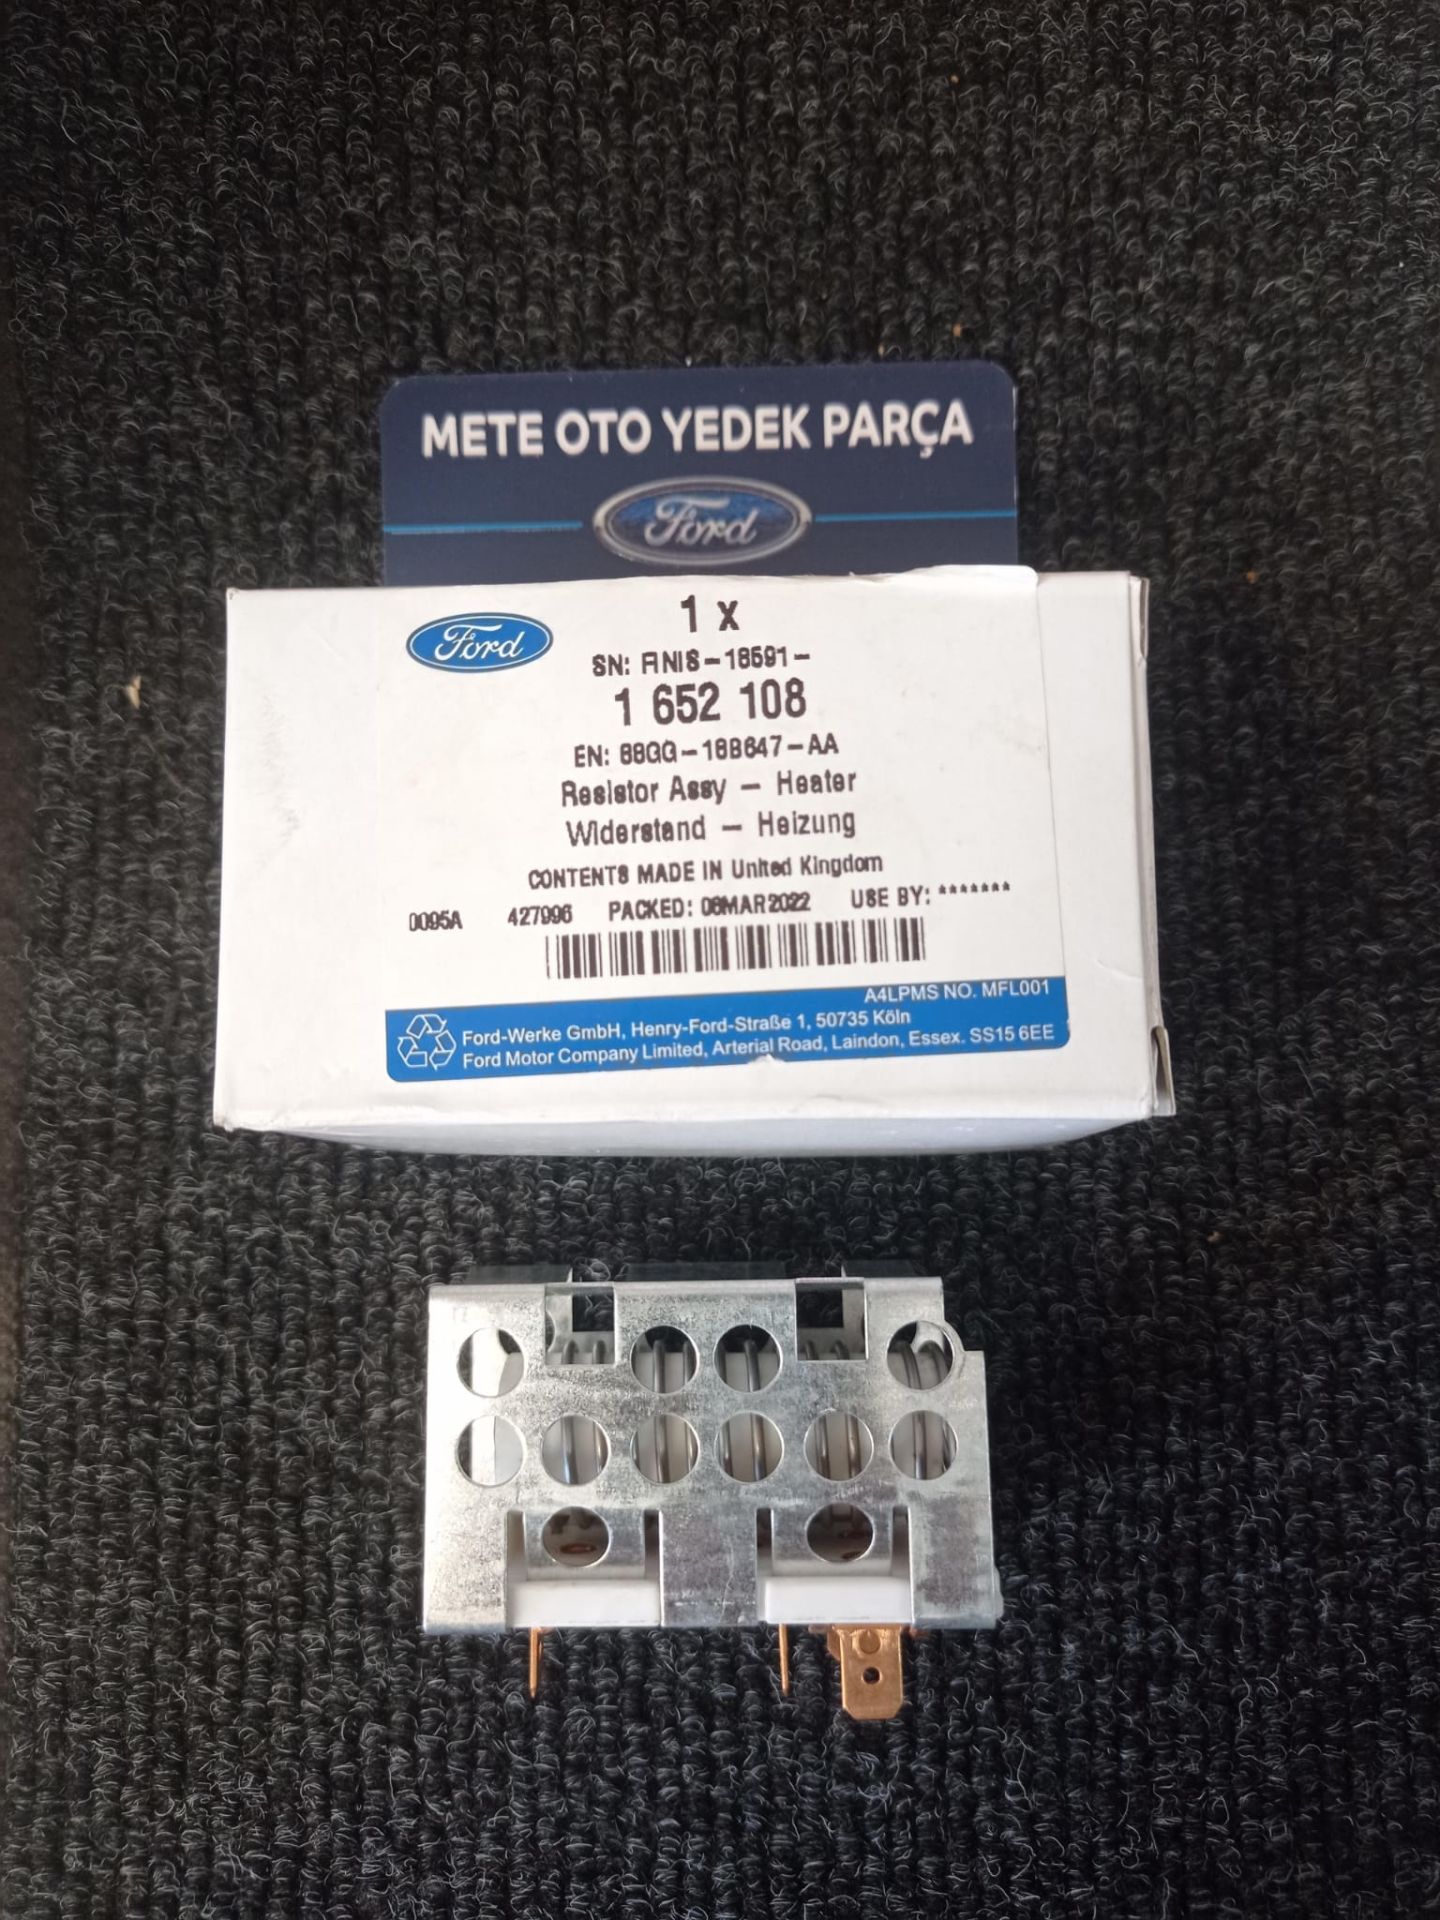 METE OTO YEDEK PARÇA
Ford
Ford
1 x
SN: FINIS-18591-
1 652 108
EN: 88GG-18B647-AA
Resistor Assy - Heater
Widerstand - Heizung
CONTENTS MADE IN United Kingdom
0095A 427996 PACKED: 06MAR2022 USE BY: *******
A4LPMS NO. MFL001
Ford-Werke GmbH, Henry-Ford-Straße 1, 50735 Köln
Ford Motor Company Limited, Arterial Road, Laindon, Essex. SS15 6EE